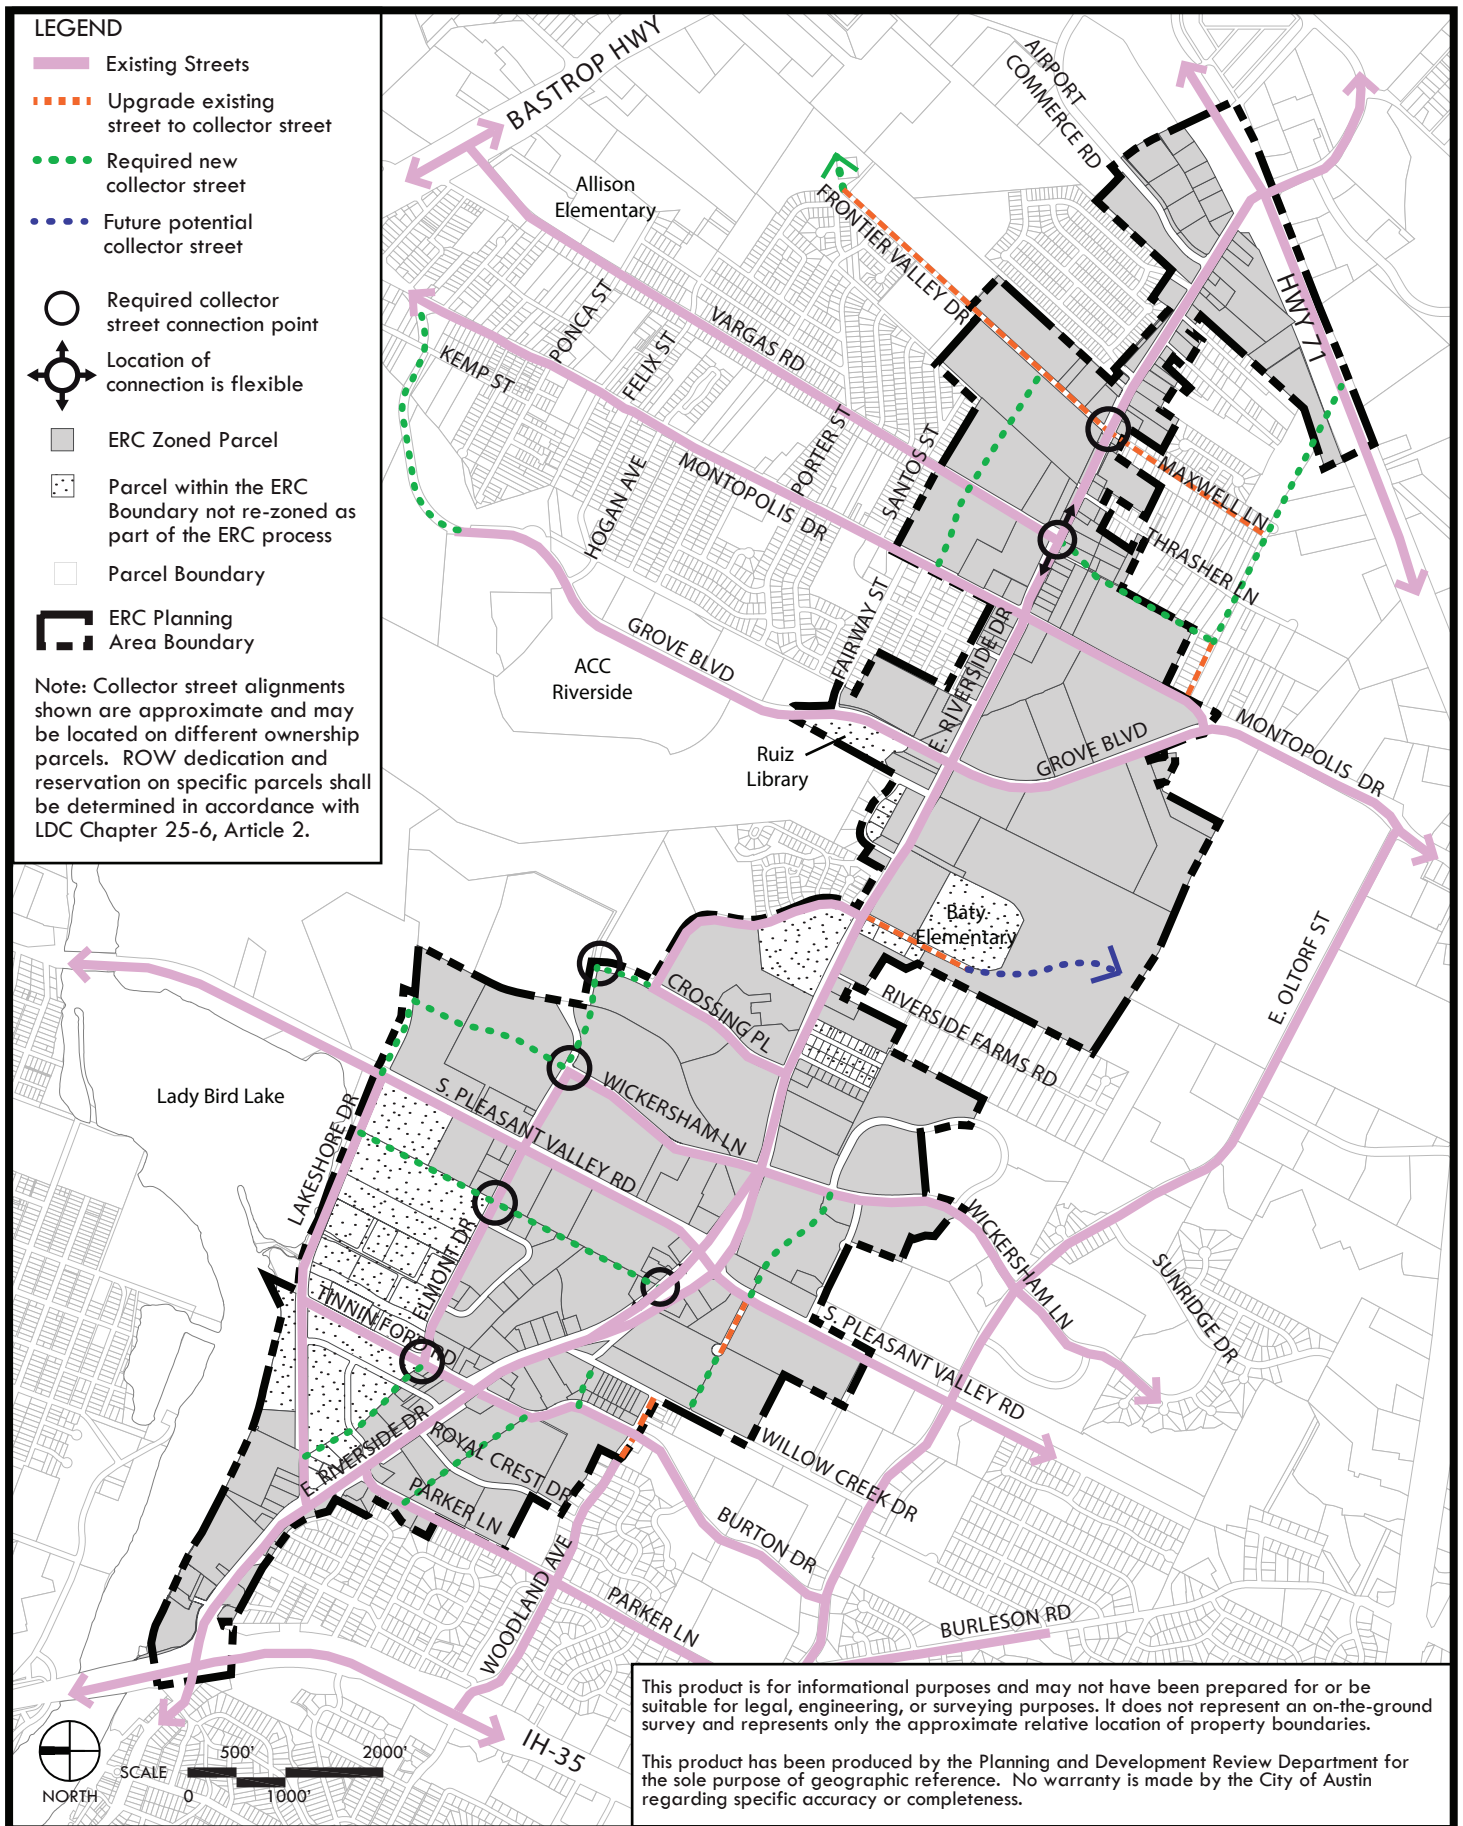 LEGEND
Existing Streets
Upgrade existing
street to collector street
Required new
collector street
Future potential
collector street
Required collector
street connection point
Location of
connection is flexible
ERC Zoned Parcel
Parcel within the ERC
Boundary not re-zoned as
part of the ERC process
Parcel Boundary
ERC Planning
Area Boundary
Note: Collector street alignments
shown are approximate and may
be located on different ownership
parcels. ROW dedication and
reservation on specific parcels shall
be determined in accordance with
LDC Chapter 25-6, Article 2.
BASTROP HWY
AIRPORT
COMMERCE RD
Allison
Elementary
FRONTIER VALLEY DR
HWY 71
PONCA ST
VARGAS RD
FELIX ST
KEMP ST
PORTER ST
SANTOS ST
MONTOPOLIS DR
HOGAN AVE
MAXWELL LN
THRASHER LN
FAIRWAY ST
GROVE BLVD
ACC
Riverside
E. RIVERSIDE DR
Ruiz
Library
GROVE BLVD
MONTOPOLIS DR
Baty
Elementary
E. OLTORF ST
CROSSING PL
RIVERSIDE FARMS RD
Lady Bird Lake
S. PLEASANT VALLEY RD
WICKERSHAM LN
LAKESHORE DR
ELMONT DR
TINNIN FORD RD
WICKERSHAM LN
SUNRIDGE DR
S. PLEASANT VALLEY RD
E. RIVERSIDE DR
ROYAL CREST DR
PARKER LN
WILLOW CREEK DR
BURTON DR
WOODLAND AVE
PARKER LN
BURLESON RD
IH-35
NORTH
SCALE
500'
2000'
0
1000'
This product is for informational purposes and may not have been prepared for or be
suitable for legal, engineering, or surveying purposes. It does not represent an on-the-ground
survey and represents only the approximate relative location of property boundaries.
This product has been produced by the Planning and Development Review Department for
the sole purpose of geographic reference. No warranty is made by the City of Austin
regarding specific accuracy or completeness.